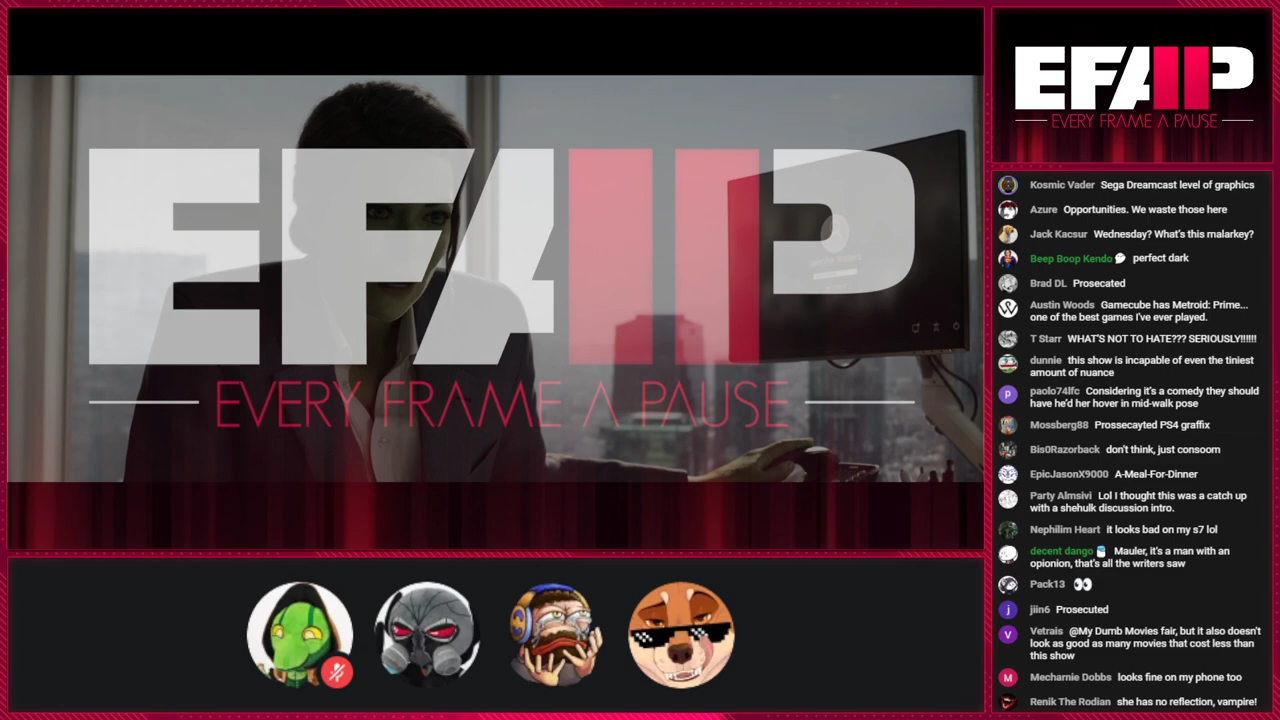 EFAP
EVERY FRAME A PAUSE
EFAP
EVERY FRAME A PAUSE
Kosmic Vader Sega Dreamcast level of graphics
Azure Opportunities. We waste those here
Jack Kacsur Wednesday? What's this malarkey?
Beep Boop Kendo perfect dark
Brad DL Prosecated
Austin Woods Gamecube has Metroid: Prime...
one of the best games I've ever played.
T Starr WHAT'S NOT TO HATE??? SERIOUSLY!!!!!!
dunnie this show is incapable of even the tiniest
amount of nuance
paolo74lfc Considering it's a comedy they should
have he'd her hover in mid-walk pose
Mossberg88 Prossecayted PS4 graffix
Bis0Razorback don't think, just consoom
EpicJasonX9000 A-Meal-For-Dinner
Party Almsivi Lol I thought this was a catch up
with a shehulk discussion intro.
Nephilim Heart it looks bad on my s7 lol
decent dango Mauler, it's a man with an
opionion, that's all the writers saw
Pack13
jiin6 Prosecuted
Vetrais @My Dumb Movies fair, but it also doesn't
look as good as many movies that cost less than
this show
Mechamie Dobbs looks fine on my phone too
Renik The Rodian she has no reflection, vampire!